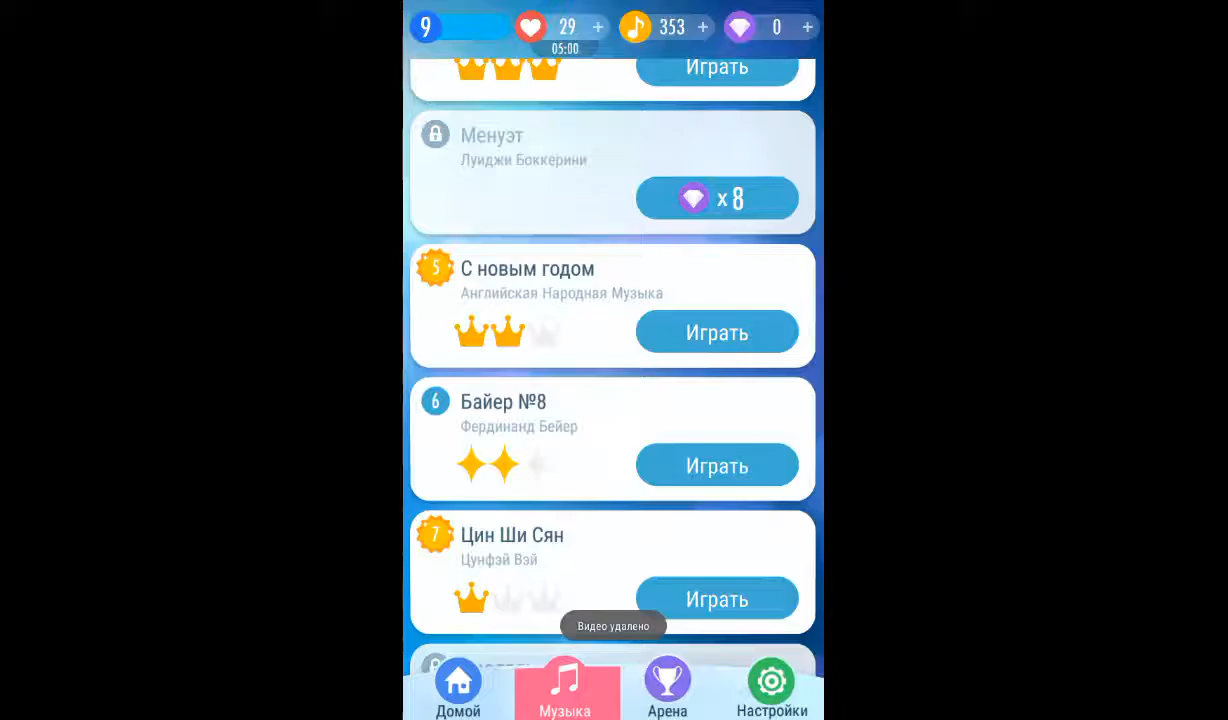 9 29 + 353 + 0 +
05:00
Играть
Менуэт
Луиджи Боккерини
x 8
5 С новым годом
Английская Народная Музыка
Играть
6 Байер №8
Фердинанд Бейер
Играть
7 Цин Ши Сян
Цунфэй Вэй
Играть
Видео удалено
Домой Музыка Арена Настройки